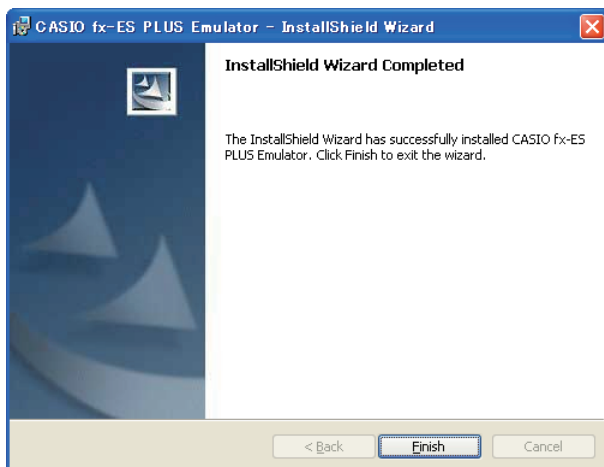 CASIO fx-ES PLUS Emulator - InstallShield Wizard
InstallShield Wizard Completed
The InstallShield Wizard has successfully installed CASIO fx-ES
PLUS Emulator. Click Finish to exit the wizard.
< Back
Finish
Cancel